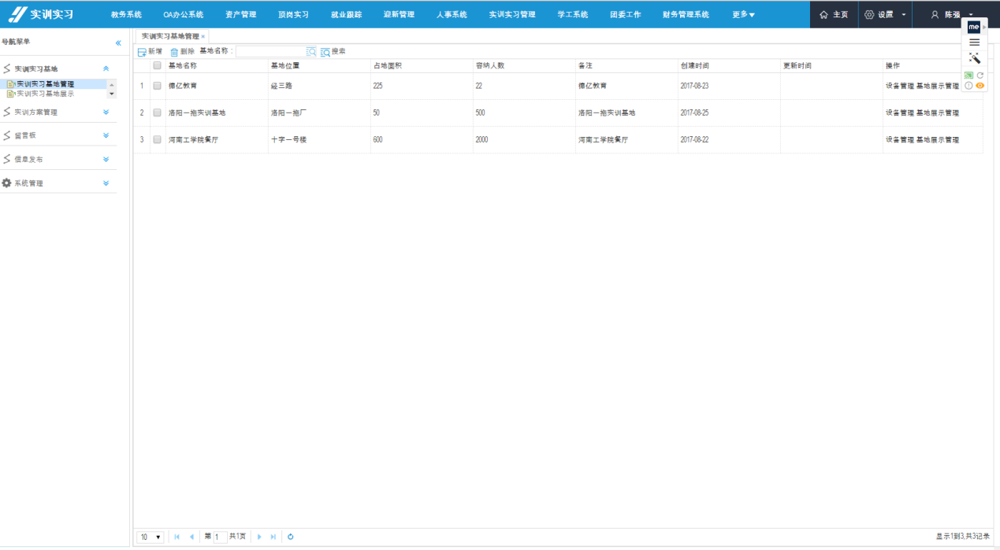 实训实习 教务系统 OA办公系统 资产管理 顶岗实习 就业跟踪 迎新管理 人事系统 实训实习管理 学工系统 团委工作 财务管理系统 更多▼ 主页 设置 陈强
me
导航菜单 «
实训实习基地管理 ×
新增 删除 基地名称： 搜索
实训实习基地
实训实习基地管理
实训实习基地展示
实训方案管理
留言板
信息发布
系统管理
基地名称 基地位置 占地面积 容纳人数 备注 创建时间 更新时间 操作
1 德亿教育 经三路 225 22 德亿教育 2017-08-23 设备管理 基地展示管理
2 洛阳一拖实训基地 洛阳一拖厂 50 500 洛阳一拖实训基地 2017-08-25 设备管理 基地展示管理
3 河南工学院餐厅 十字一号楼 600 2000 河南工学院餐厅 2017-08-22 设备管理 基地展示管理
10 第 1 共1页 显示1到3,共3记录